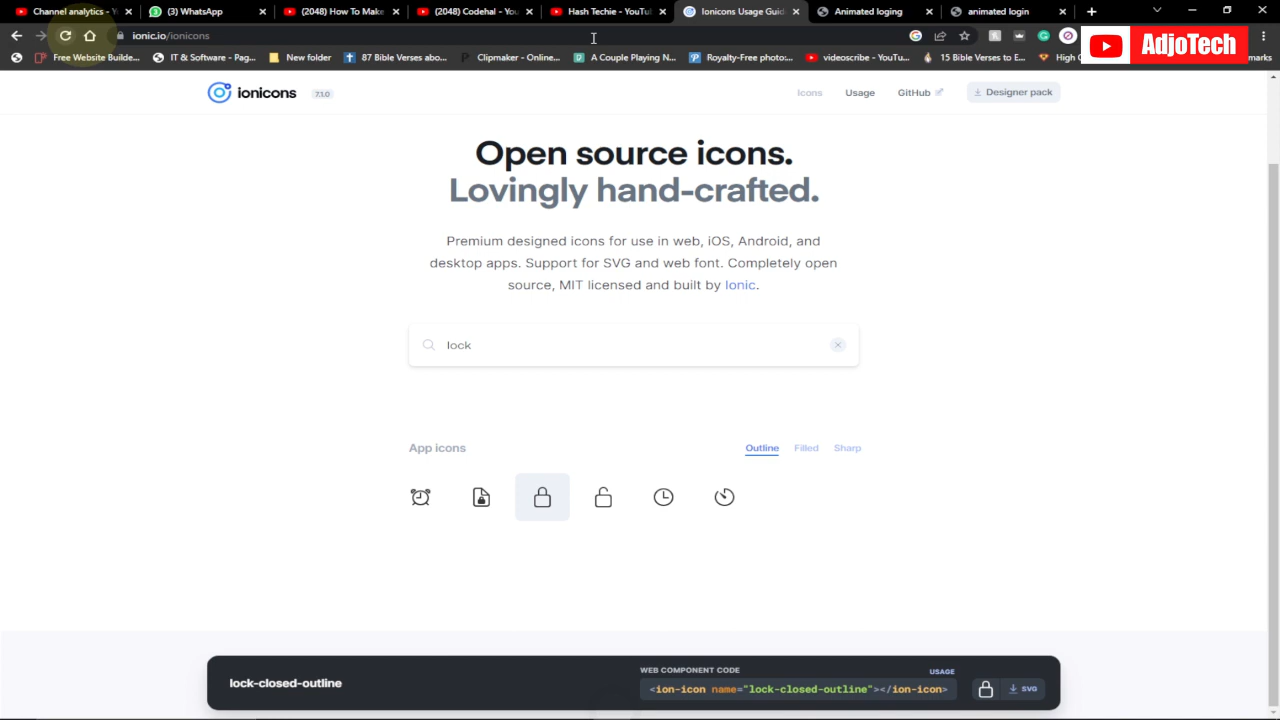 Channel analytics - Y
(3) WhatsApp
(2048) How To Make
(2048) Codehal - You
Hash Techie - YouTu
Ionicons Usage Guid
Animated loging
animated login
ionic.io/ionicons
Free Website Builde...
IT & Software - Pag...
New folder
87 Bible Verses abo...
Clipmaker - Online...
A Couple Playing N...
Royalty-Free photo:...
videoscribe - YouTu...
15 Bible Verses to E...
High
AdjoTech
marks
ionicons
7.1.0
Icons
Usage
GitHub
Designer pack
Open source icons.
Lovingly hand-crafted.
Premium designed icons for use in web, iOS, Android, and
desktop apps. Support for SVG and web font. Completely open
source, MIT licensed and built by Ionic.
lock
App icons
Outline
Filled
Sharp
WEB COMPONENT CODE
USAGE
lock-closed-outline
<ion-icon name="lock-closed-outline"></ion-icon>
SVG